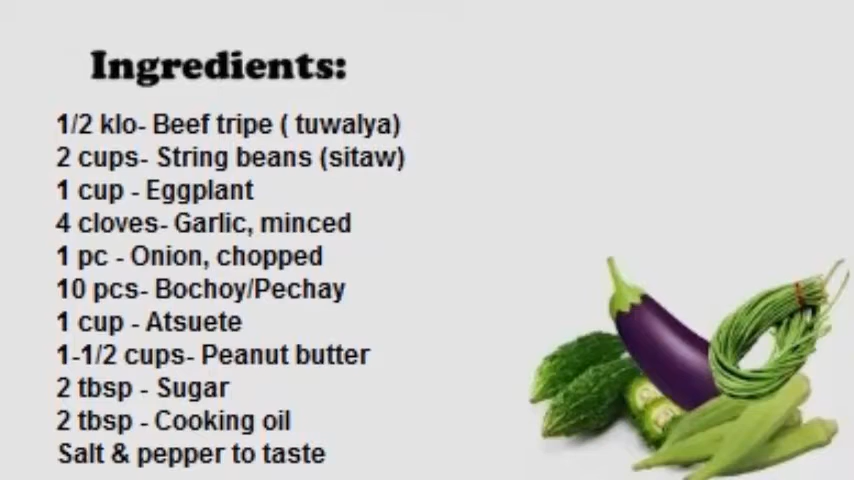 Ingredients:
1/2 klo- Beef tripe ( tuwalya)
2 cups- String beans (sitaw)
1 cup - Eggplant
4 cloves- Garlic, minced
1 pc - Onion, chopped
10 pcs- Bochoy/Pechay
1 cup - Atsuete
1-1/2 cups- Peanut butter
2 tbsp - Sugar
2 tbsp - Cooking oil
Salt & pepper to taste